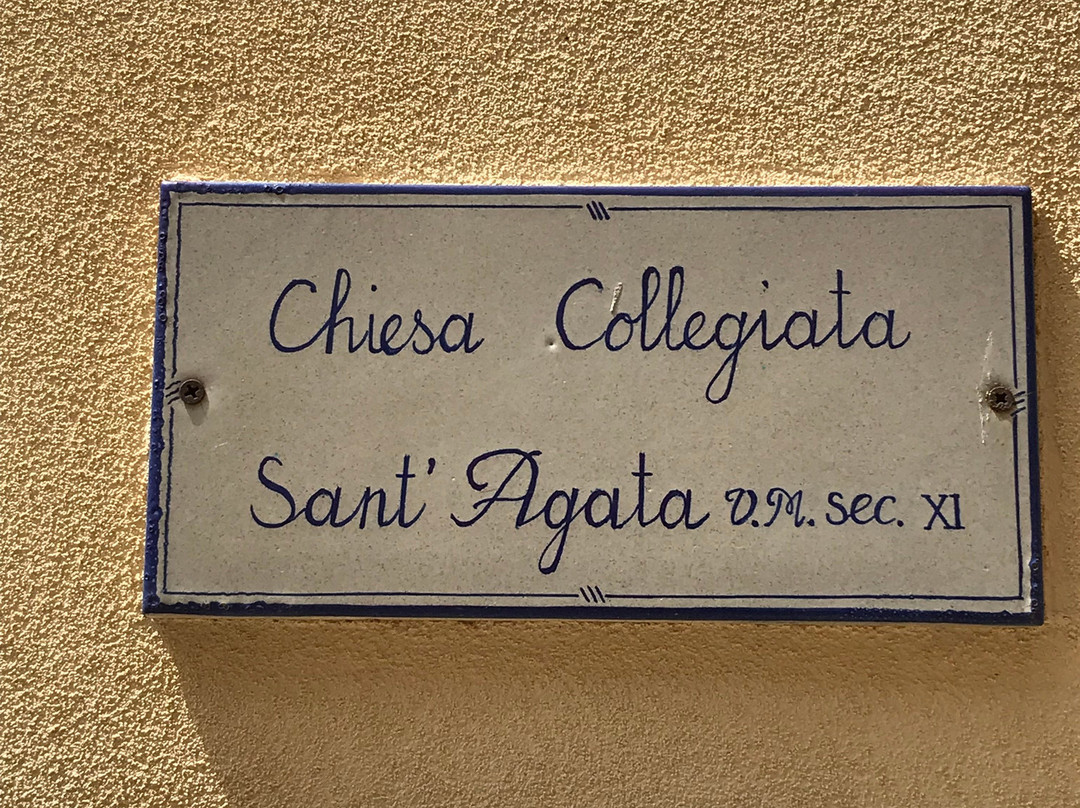 Chiesa Collegiata
Sant' Agata V.M. sec. XI